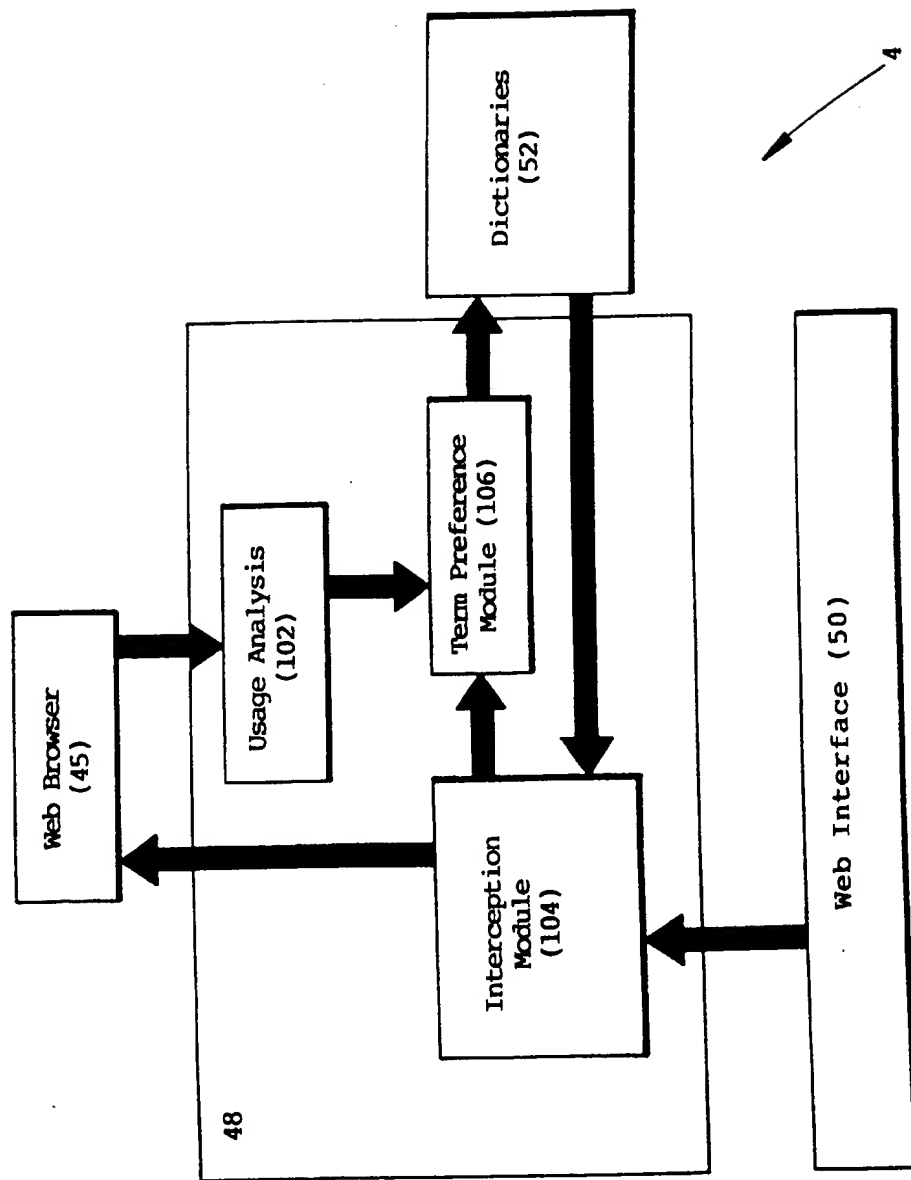 Web Browser
(45)
48
Usage Analysis
(102)
Interception
Module
(104)
Term Preference
Module (106)
Dictionaries
(52)
Web Interface (50)
4